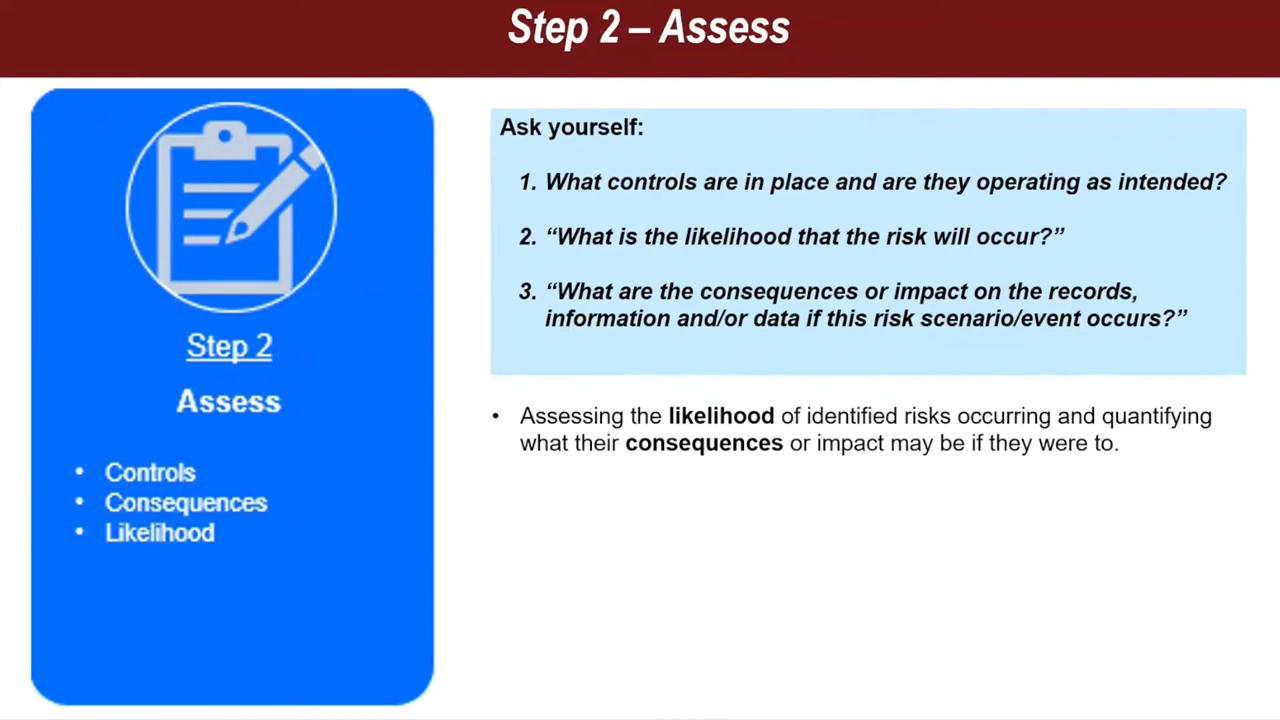 Step 2 – Assess
Step 2
Assess
• Controls
• Consequences
• Likelihood
Ask yourself:
1. What controls are in place and are they operating as intended?
2. “What is the likelihood that the risk will occur?”
3. “What are the consequences or impact on the records,
information and/or data if this risk scenario/event occurs?”
• Assessing the likelihood of identified risks occurring and quantifying
what their consequences or impact may be if they were to.